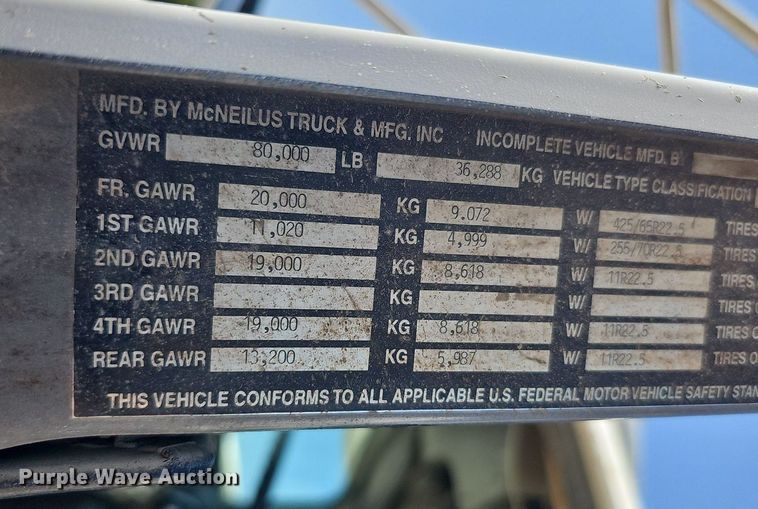 MFD. BY McNEILUS TRUCK & MFG. INC INCOMPLETE VEHICLE MFD. B
GVWR 80,000 LB 36,288 KG VEHICLE TYPE CLASSIFICATION
FR. GAWR 20,000 KG 9.072 W/ 425/65R22.5 TIRES
1ST GAWR 11,020 KG 4,999 W/ 255/70R22.5 TIRES
2ND GAWR 19,000 KG 8,618 W/ 11R22.5 TIRES
3RD GAWR KG W/ TIRES
4TH GAWR 19,000 KG 8,618 W/ 11R22.5 TIRES O
REAR GAWR 13,200 KG 5,987 W/ 11R22.5 TIRES O
THIS VEHICLE CONFORMS TO ALL APPLICABLE U.S. FEDERAL MOTOR VEHICLE SAFETY STAN
Purple Wave Auction